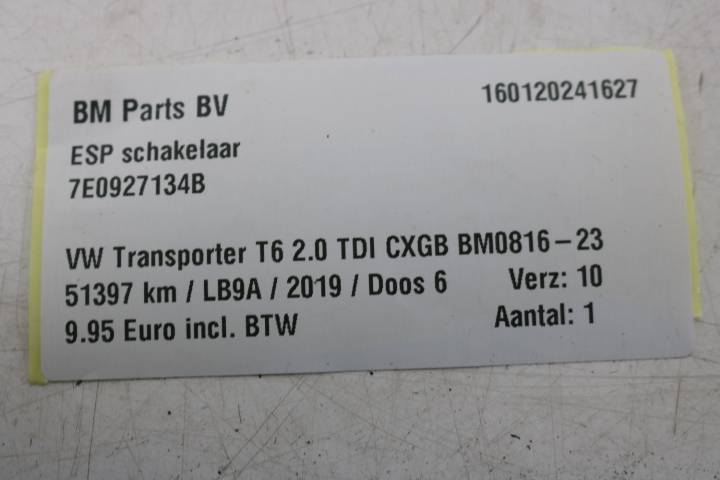 BM Parts BV 160120241627
ESP schakelaar
7E0927134B
VW Transporter T6 2.0 TDI CXGB BM0816-23
51397 km / LB9A / 2019 / Doos 6 Verz: 10
9.95 Euro incl. BTW Aantal: 1